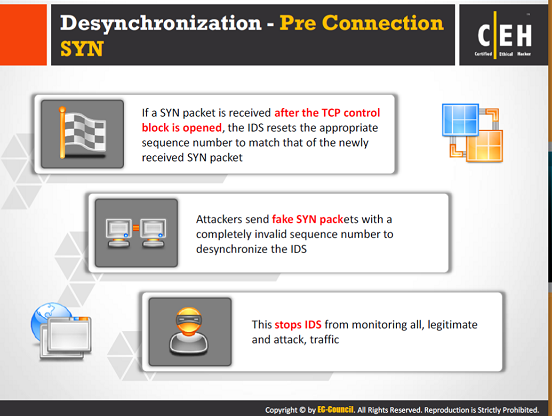 Desynchronization - Pre Connection
SYN
C|EH
Certified Ethical Hacker
If a SYN packet is received after the TCP control
block is opened, the IDS resets the appropriate
sequence number to match that of the newly
received SYN packet
Attackers send fake SYN packets with a
completely invalid sequence number to
desynchronize the IDS
This stops IDS from monitoring all, legitimate
and attack, traffic
Copyright © by EC-Council. All Rights Reserved. Reproduction is Strictly Prohibited.